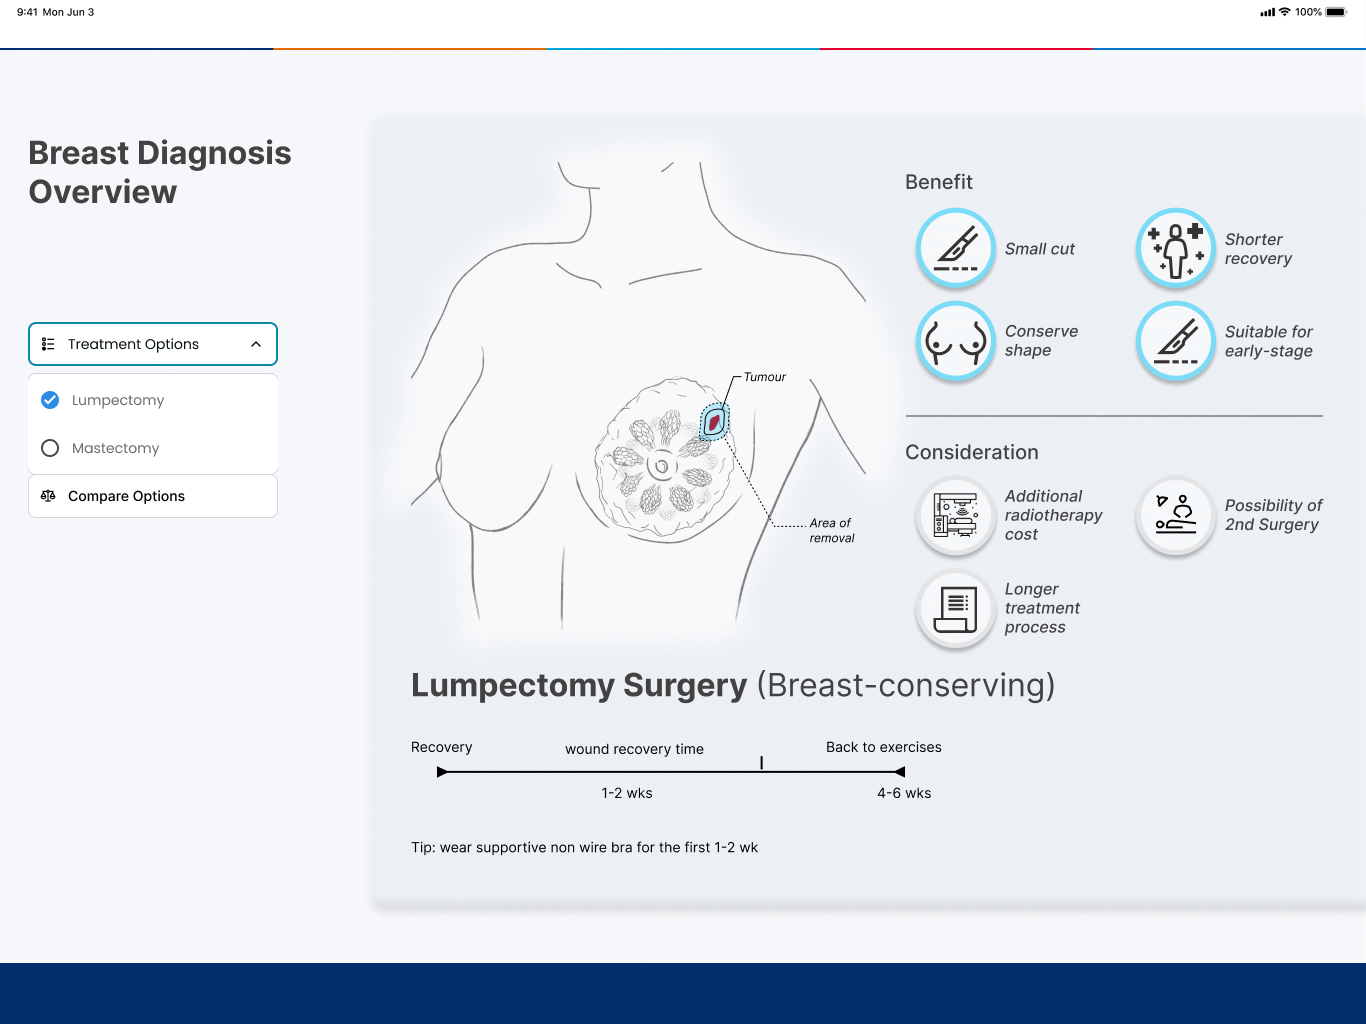 9:41 Mon Jun 3
100%
Breast Diagnosis
Overview
Treatment Options
Lumpectomy
Mastectomy
Compare Options
Tumour
Area of
removal
Benefit
Small cut
Shorter
recovery
Conserve
shape
Suitable for
early-stage
Consideration
Additional
radiotherapy
cost
Possibility of
2nd Surgery
Longer
treatment
process
Lumpectomy Surgery (Breast-conserving)
Recovery
wound recovery time
Back to exercises
1-2 wks
4-6 wks
Tip: wear supportive non wire bra for the first 1-2 wk